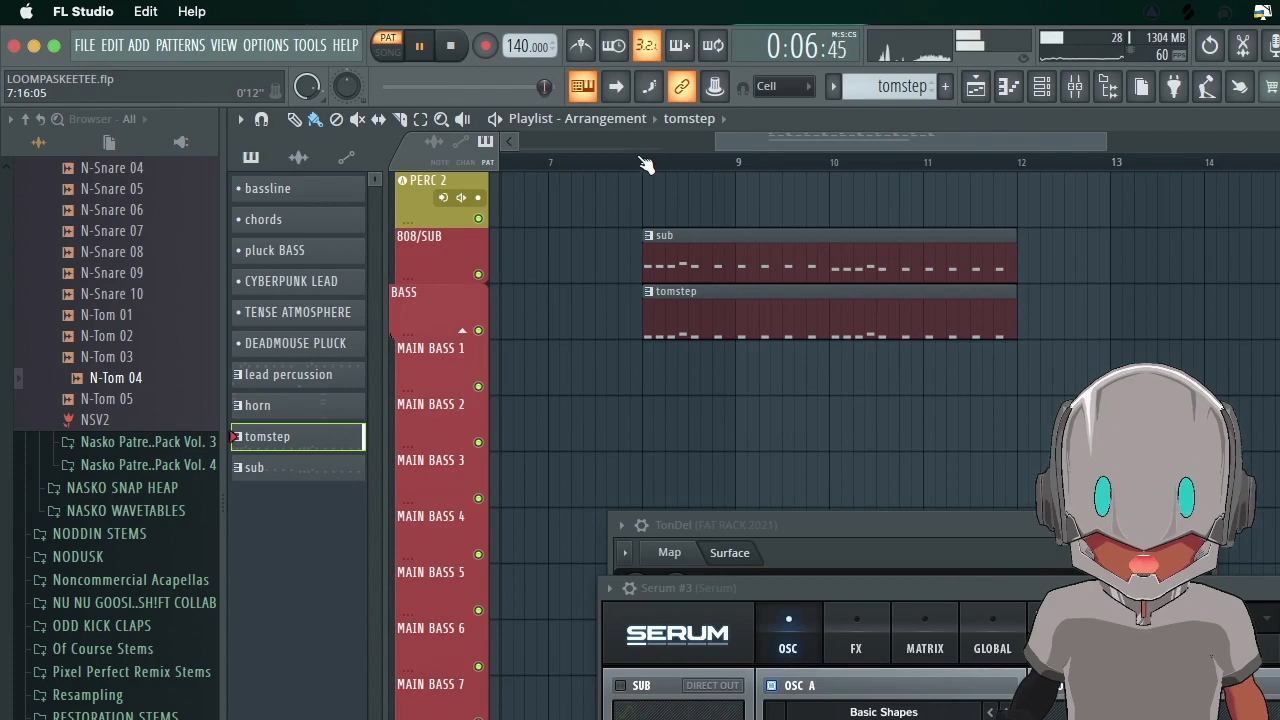 FL Studio Edit Help
FILE EDIT ADD PATTERNS VIEW OPTIONS TOOLS HELP
PAT
SONG
140.000
3.2.
0:06:45
M:S:CS
28
1304 MB
60
LOOMPASKEETEE.flp
7:16:05
0'12"
Cell
tomstep
Browser - All
Playlist - Arrangement › tomstep ›
NOTE CHAN PAT
7 9 10 11 12 13 14
N-Snare 04
N-Snare 05
N-Snare 06
N-Snare 07
N-Snare 08
N-Snare 09
N-Snare 10
N-Tom 01
N-Tom 02
N-Tom 03
N-Tom 04
N-Tom 05
NSV2
Nasko Patre..Pack Vol. 3
Nasko Patre..Pack Vol. 4
NASKO SNAP HEAP
NASKO WAVETABLES
NODDIN STEMS
NODUSK
Noncommercial Acapellas
NU NU GOOSI..SH!FT COLLAB
ODD KICK CLAPS
Of Course Stems
Pixel Perfect Remix Stems
Resampling
RESTORATION STEMS
bassline
chords
pluck BASS
CYBERPUNK LEAD
TENSE ATMOSPHERE
DEADMOUSE PLUCK
lead percussion
horn
tomstep
sub
PERC 2
808/SUB
BASS
MAIN BASS 1
MAIN BASS 2
MAIN BASS 3
MAIN BASS 4
MAIN BASS 5
MAIN BASS 6
MAIN BASS 7
sub
tomstep
TonDel (FAT RACK 2021)
Map Surface
Serum #3 (Serum)
SERUM
OSC FX MATRIX GLOBAL
SUB DIRECT OUT OSC A
Basic Shapes